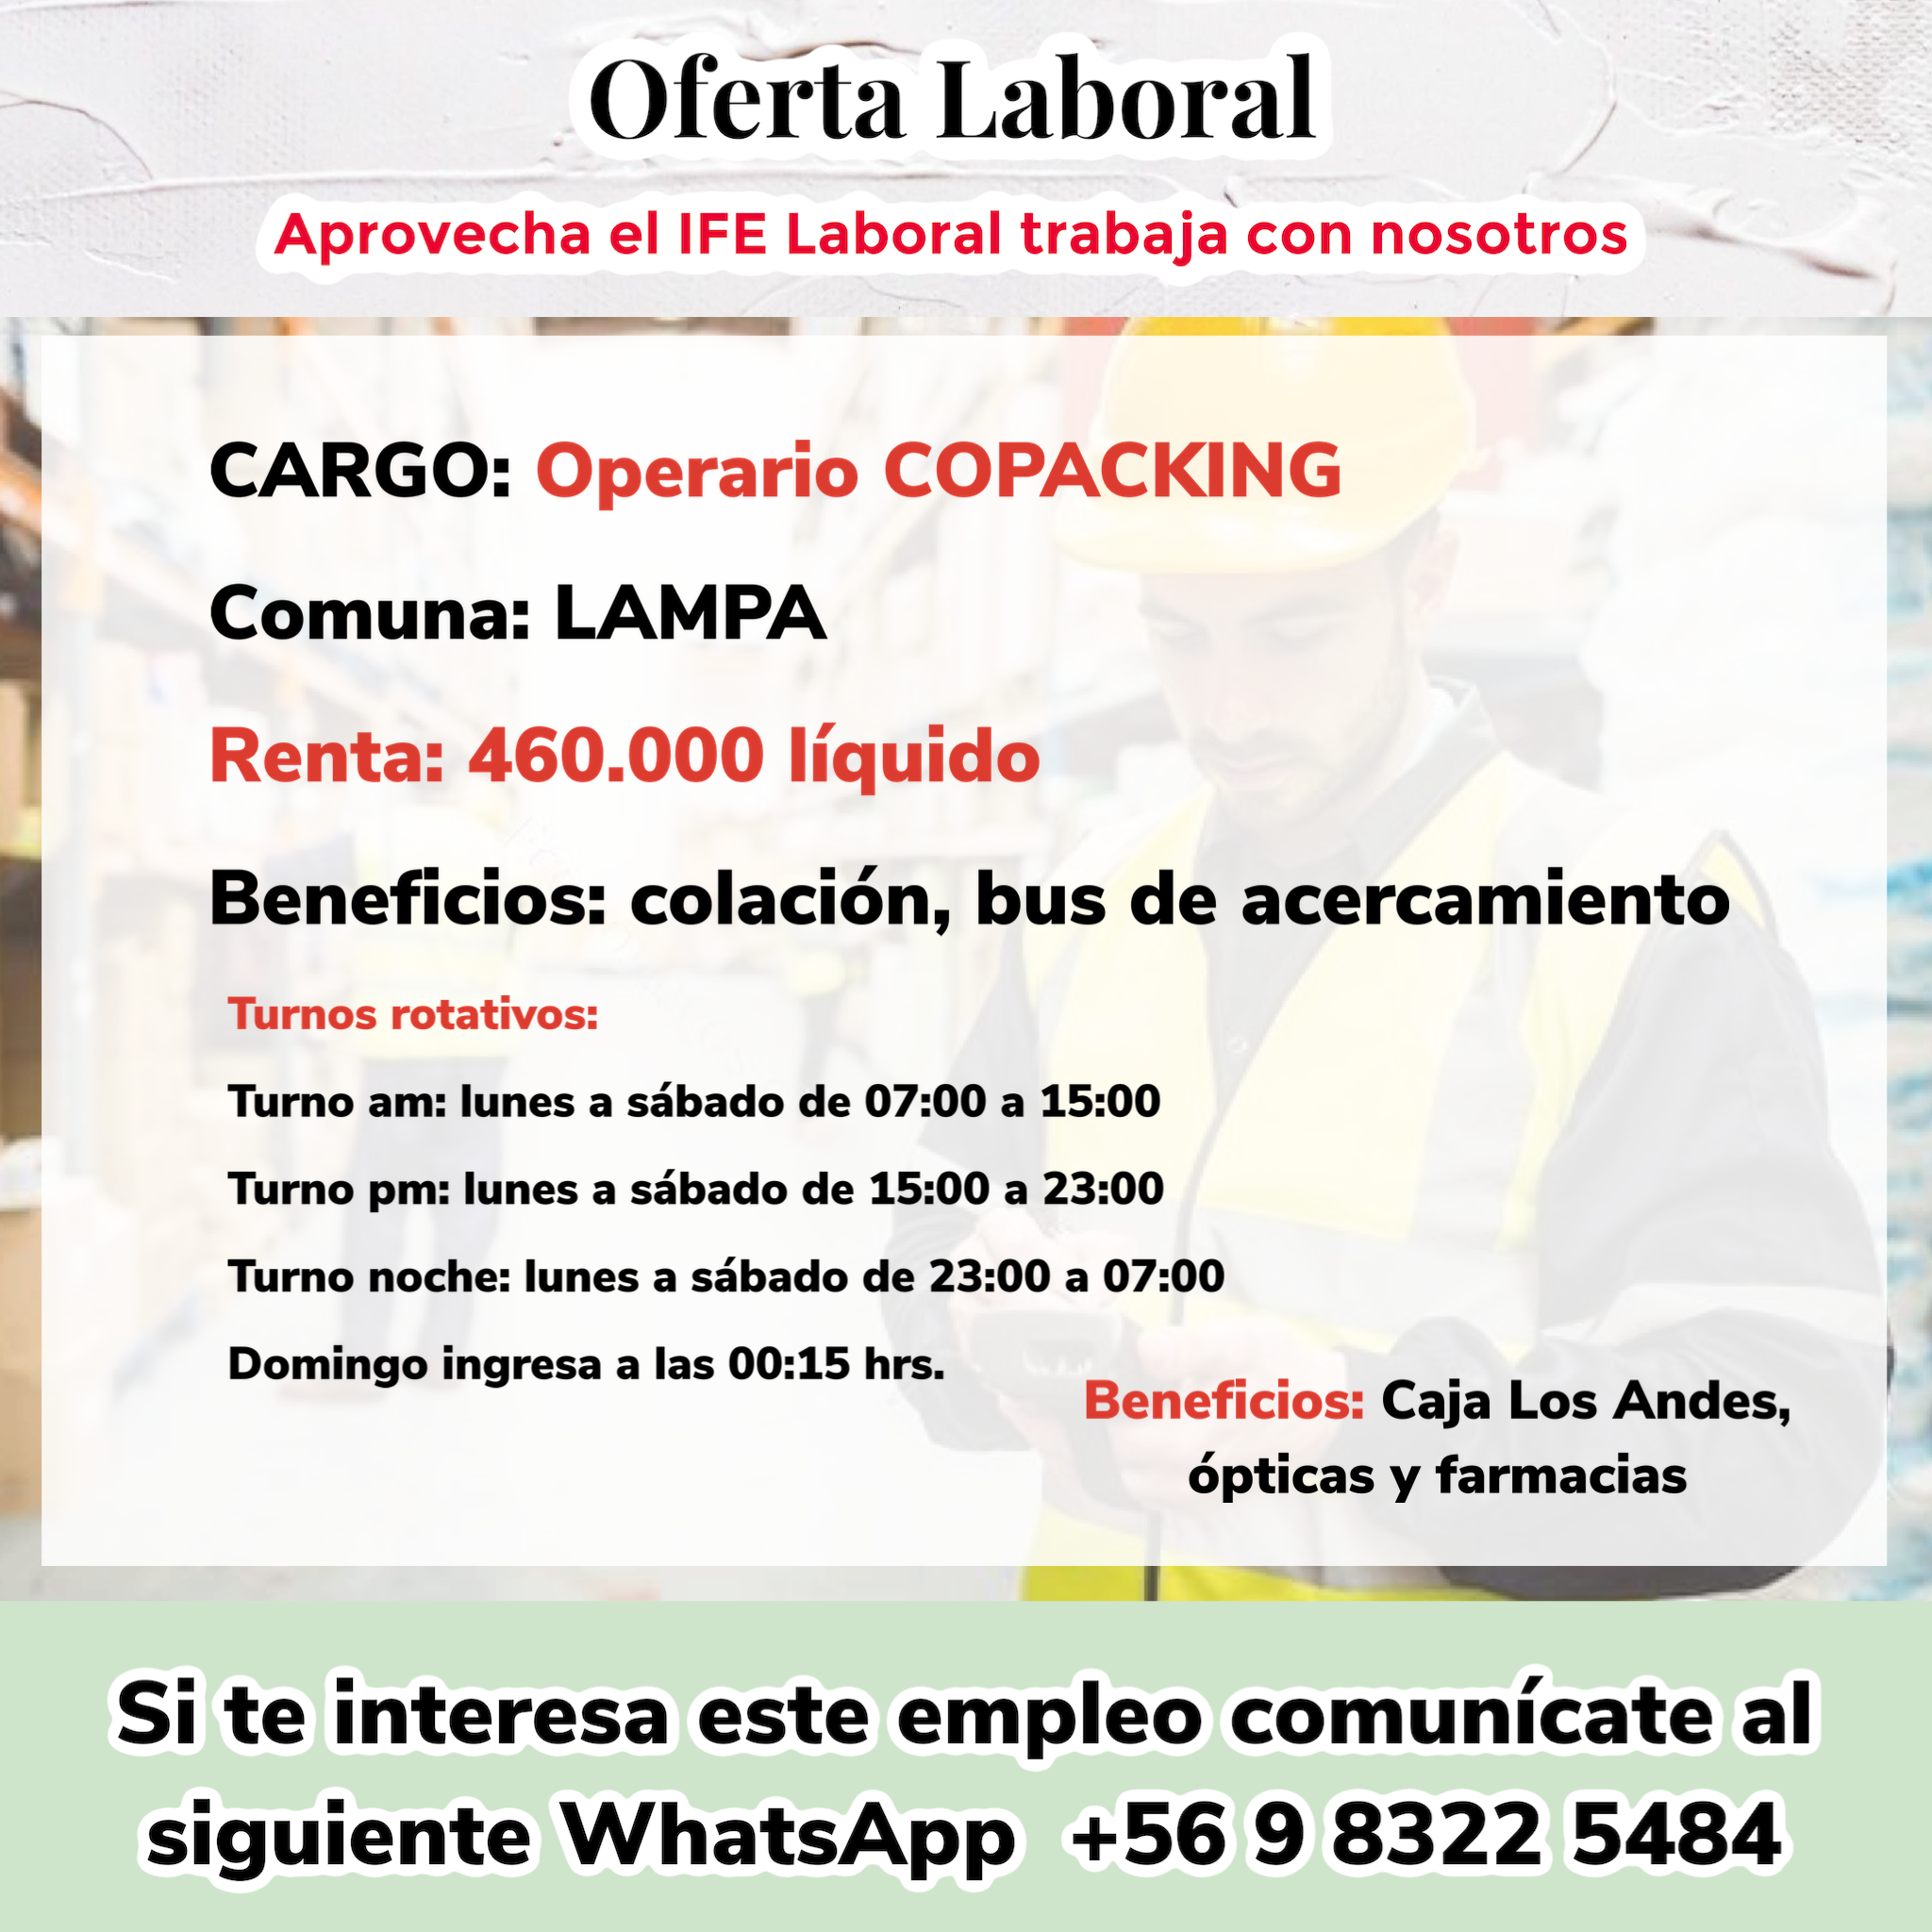 Oferta Laboral
Aprovecha el IFE Laboral trabaja con nosotros
CARGO: Operario COPACKING
Comuna: LAMPA
Renta: 460.000 líquido
Beneficios: colación, bus de acercamiento
Turnos rotativos:
Turno am: lunes a sábado de 07:00 a 15:00
Turno pm: lunes a sábado de 15:00 a 23:00
Turno noche: lunes a sábado de 23:00 a 07:00
Domingo ingresa a las 00:15 hrs.
Beneficios: Caja Los Andes,
ópticas y farmacias
Si te interesa este empleo comunícate al
siguiente WhatsApp +56 9 8322 5484